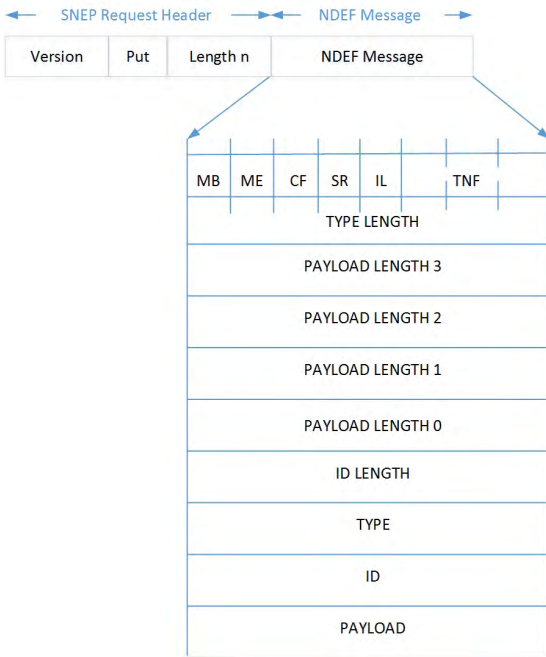 SNEP Request Header NDEF Message
Version Put Length n NDEF Message
MB ME CF SR IL TNF
TYPE LENGTH
PAYLOAD LENGTH 3
PAYLOAD LENGTH 2
PAYLOAD LENGTH 1
PAYLOAD LENGTH 0
ID LENGTH
TYPE
ID
PAYLOAD